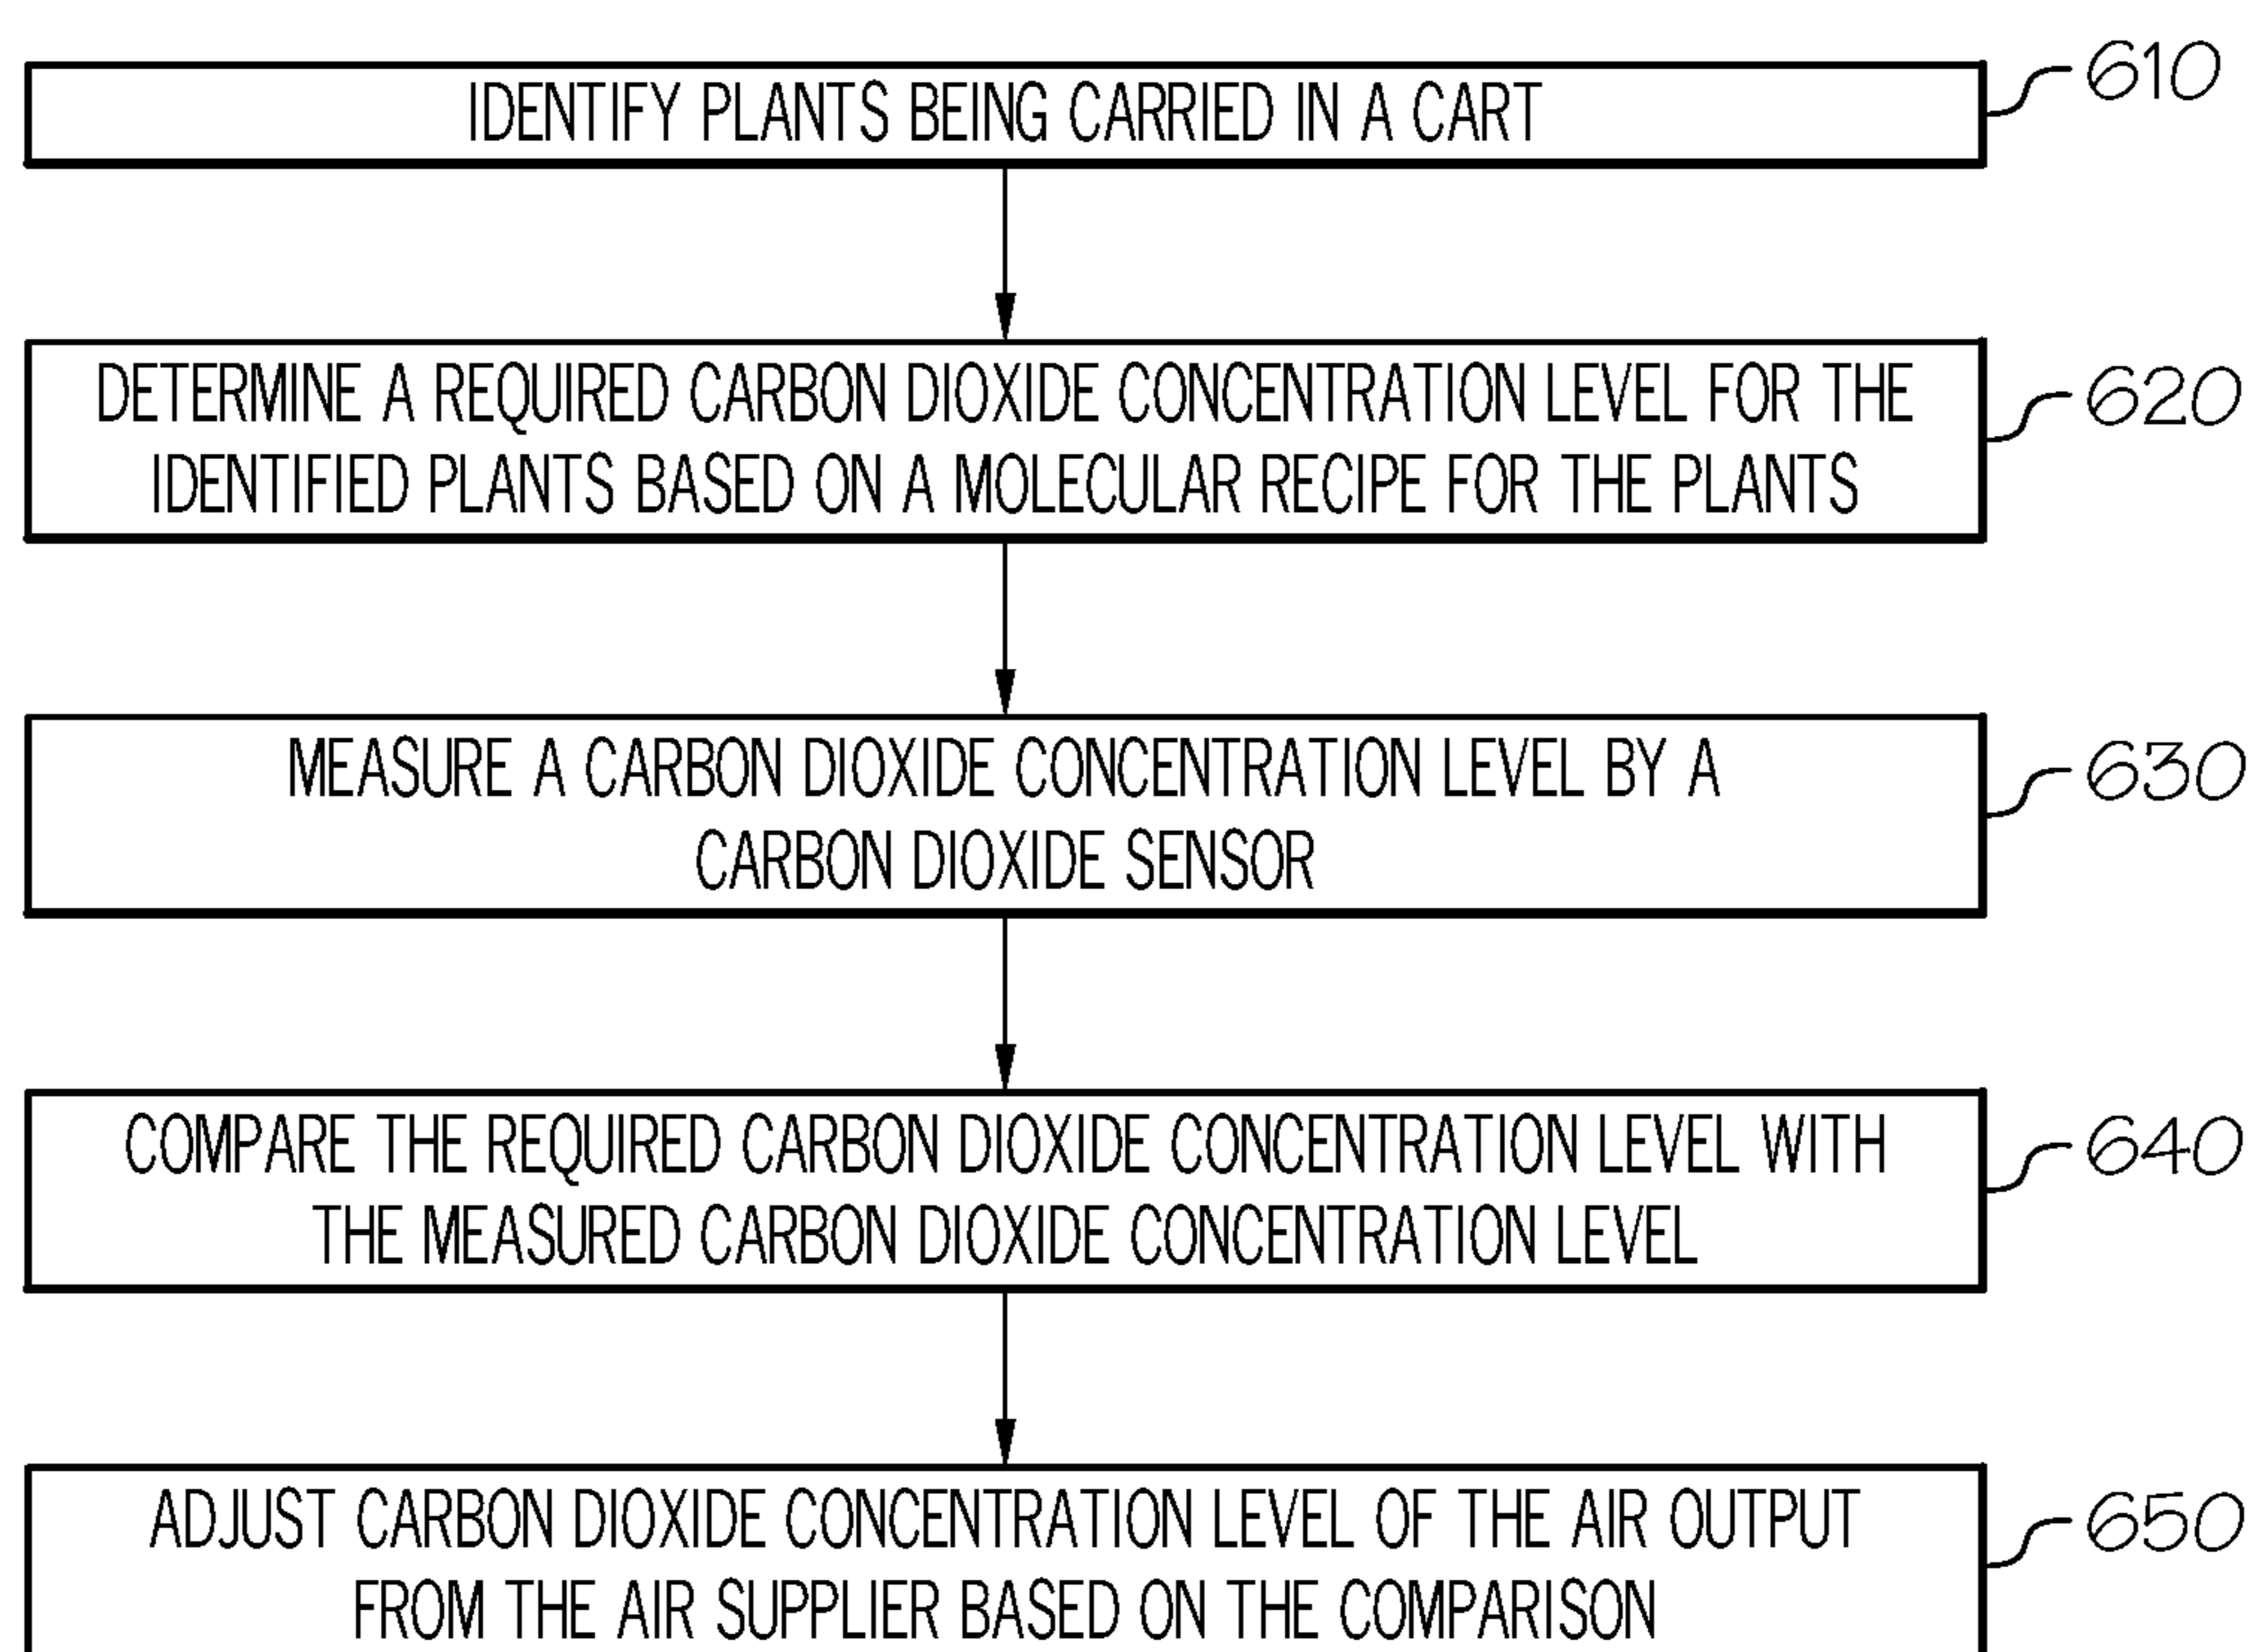 IDENTIFY PLANTS BEING CARRIED IN A CART
610
DETERMINE A REQUIRED CARBON DIOXIDE CONCENTRATION LEVEL FOR THE
IDENTIFIED PLANTS BASED ON A MOLECULAR RECIPE FOR THE PLANTS
620
MEASURE A CARBON DIOXIDE CONCENTRATION LEVEL BY A
CARBON DIOXIDE SENSOR
630
COMPARE THE REQUIRED CARBON DIOXIDE CONCENTRATION LEVEL WITH
THE MEASURED CARBON DIOXIDE CONCENTRATION LEVEL
640
ADJUST CARBON DIOXIDE CONCENTRATION LEVEL OF THE AIR OUTPUT
FROM THE AIR SUPPLIER BASED ON THE COMPARISON
650